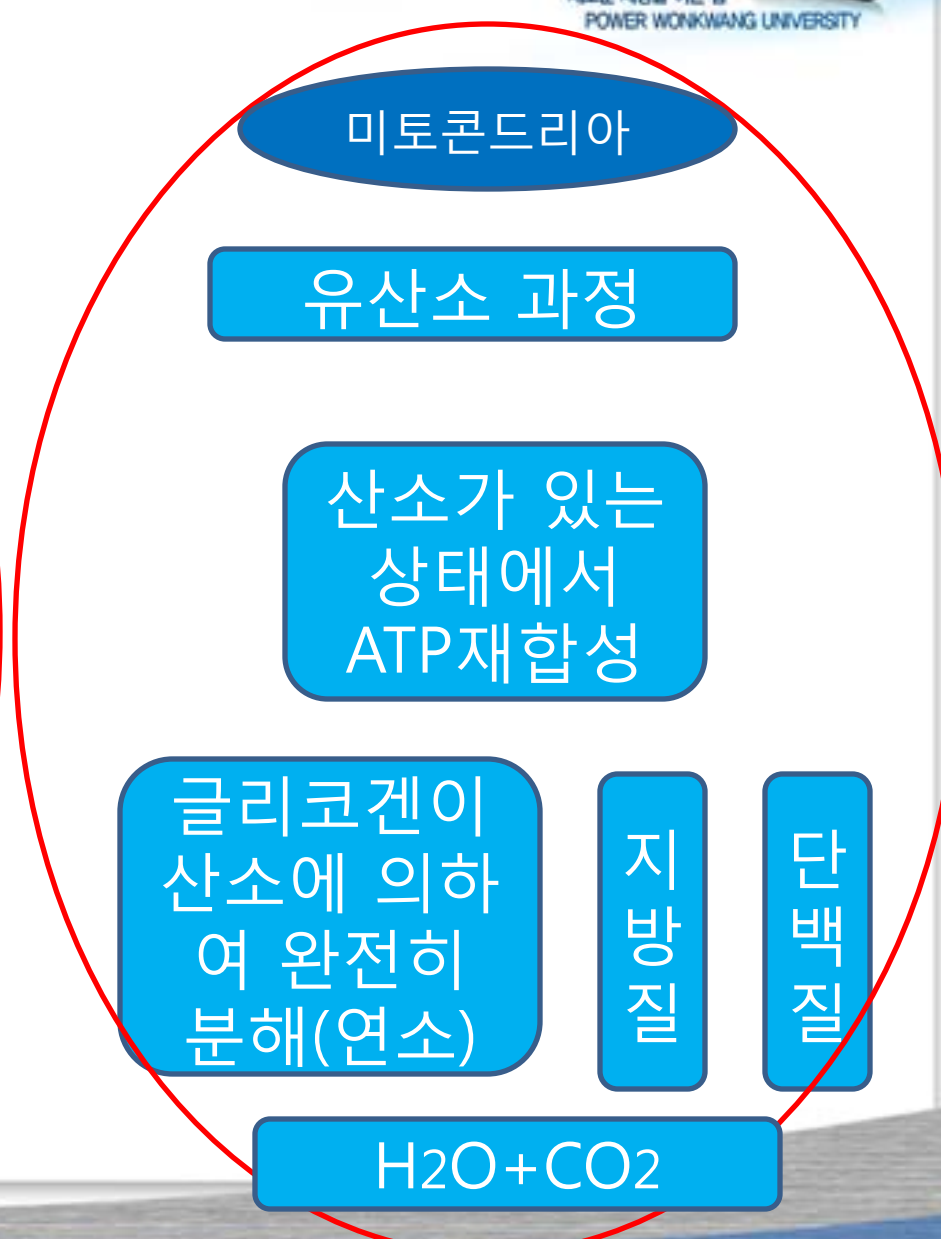 POWER WONKWANG UNIVERSITY
미토콘드리아
유산소 과정
산소가 있는
상태에서
ATP재합성
글리코겐이
산소에 의하
여 완전히
분해(연소)
지
방
질
단
백
질
H2O+CO2